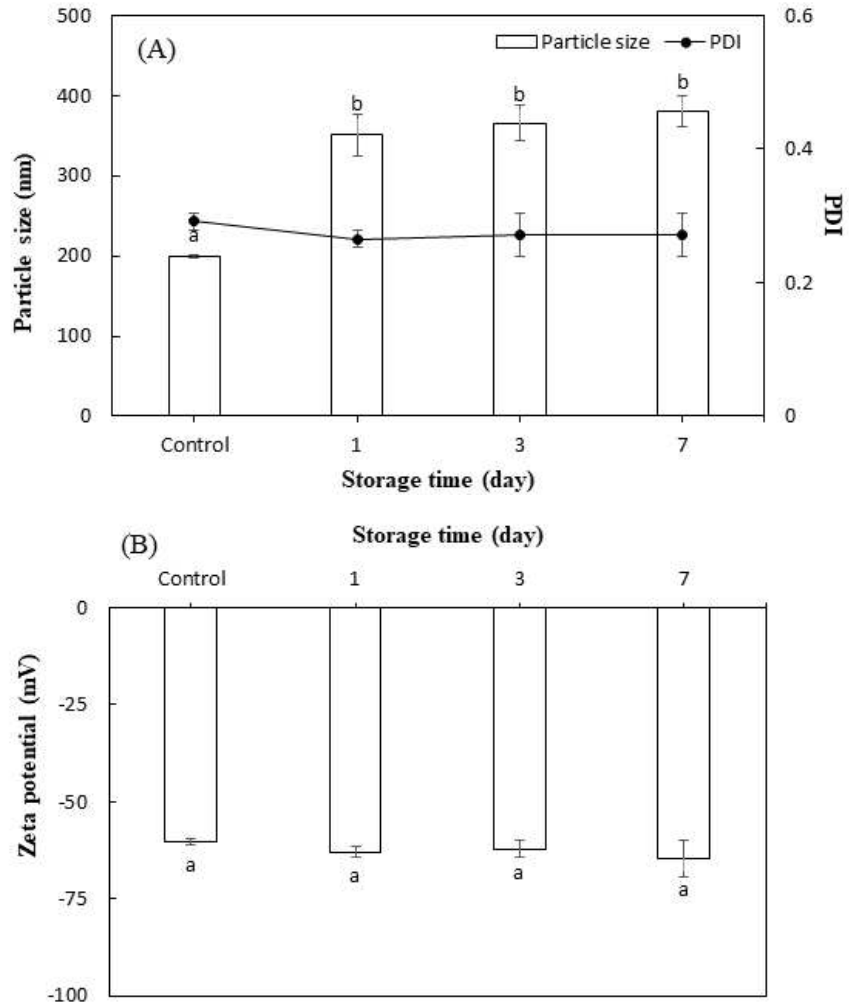 (A)
Particle size PDI
500
400
300
200
100
0
Particle size (nm)
0.6
0.4
0.2
0
PDI
a b b b
Control 1 3 7
Storage time (day)
(B)
Storage time (day)
Control 1 3 7
0
-25
-50
-75
-100
Zeta potential (mV)
a a a a